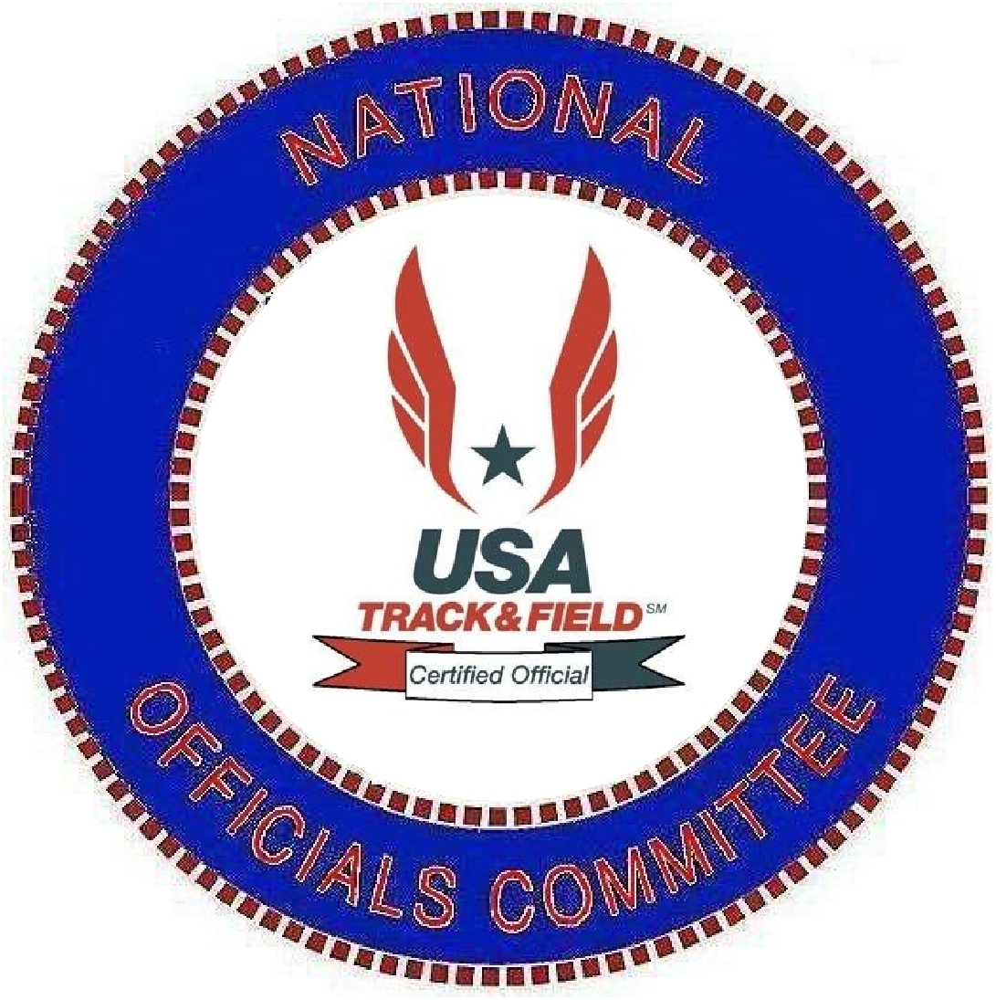 NATIONAL
USA
TRACK & FIELD SM
Certified Official
OFFICIALS COMMITTEE